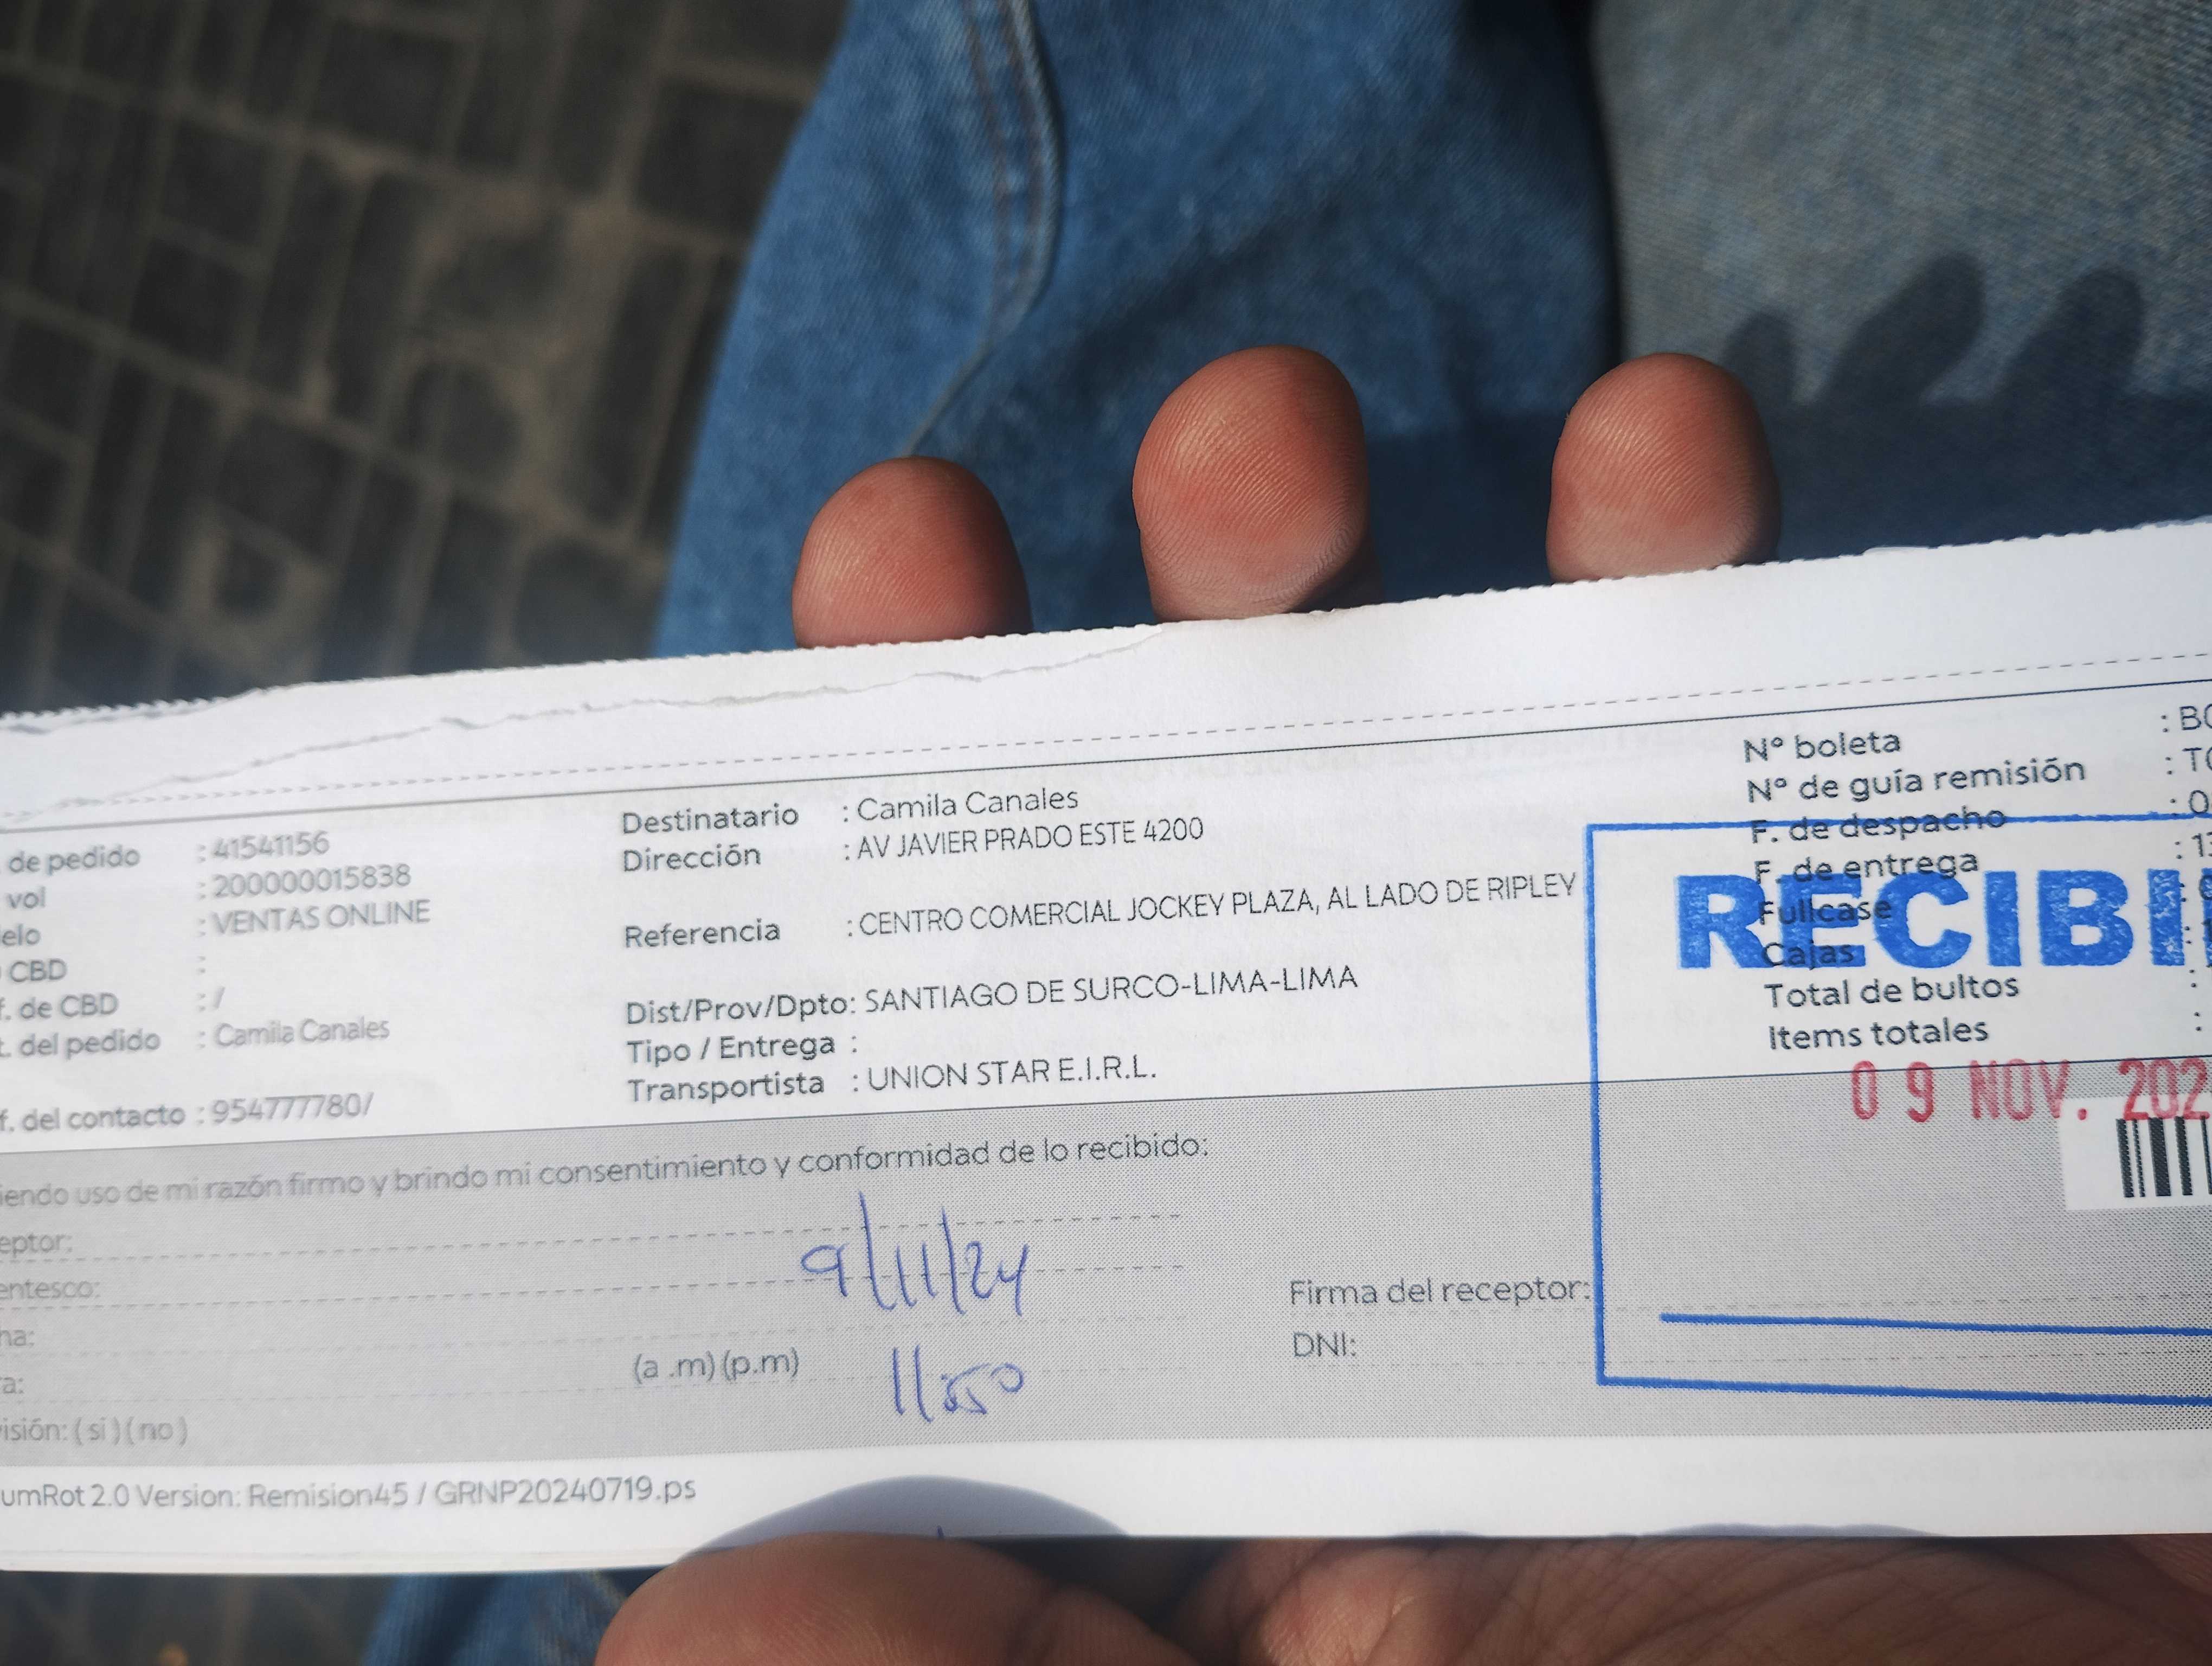 de pedido : 41541156
vol : 200000015838
elo : VENTAS ONLINE
CBD :
f. de CBD : /
t. del pedido : Camila Canales
f. del contacto : 954777780/
Destinatario : Camila Canales
Dirección : AV JAVIER PRADO ESTE 4200
Referencia : CENTRO COMERCIAL JOCKEY PLAZA, AL LADO DE RIPLEY
Dist/Prov/Dpto: SANTIAGO DE SURCO-LIMA-LIMA
Tipo / Entrega :
Transportista : UNION STAR E.I.R.L.
N° boleta : B
N° de guía remisión : T
F. de despacho :
F. de entrega : 1
Fullcase :
Cajas :
Total de bultos :
Items totales :
RECIBI
09 NOV. 202
iendo uso de mi razón firmo y brindo mi consentimiento y conformidad de lo recibido:
eptor:
entesco:
9/11/24
na:
a: (a .m) (p.m) 11:50
isión: ( si ) ( no )
Firma del receptor:
DNI:
umRot 2.0 Version: Remision45 / GRNP20240719.ps